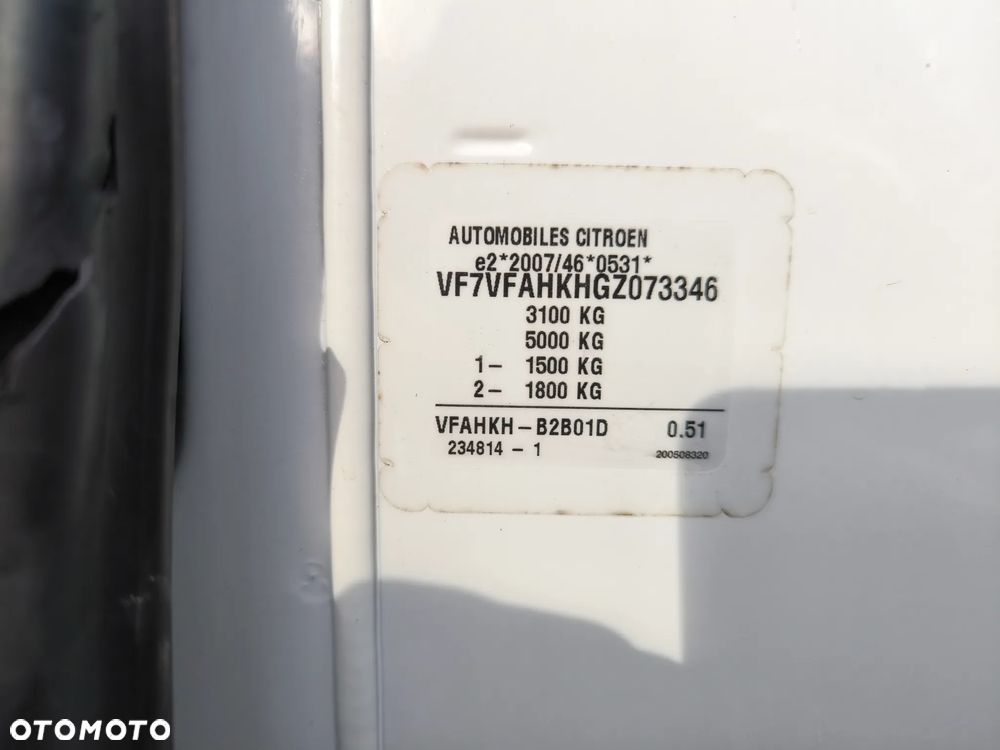 AUTOMOBILES CITROEN
e2*2007/46*0531*
VF7VFAHKHGZ073346
3100 KG
5000 KG
1– 1500 KG
2– 1800 KG
VFAHKH–B2B01D 0.51
234814 – 1 200508320
OTOMOTO